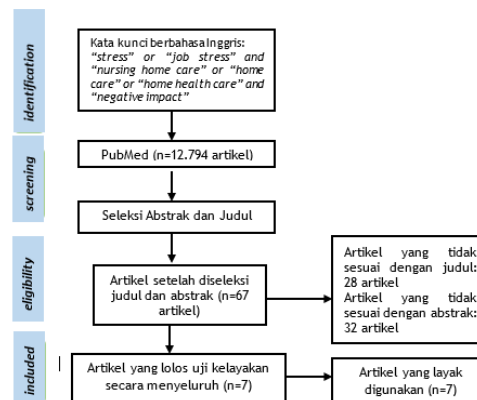 identification
Kata kunci berbahasa Inggris:
"stress" or "job stress" and
"nursing home care" or "home
care" or "home health care" and
"negative impact"
screening
PubMed (n=12.794 artikel)
Seleksi Abstrak dan Judul
eligibility
Artikel setelah diseleksi
judul dan abstrak (n=67
artikel)
Artikel yang tidak
sesuai dengan judul:
28 artikel
Artikel yang tidak
sesuai dengan abstrak:
32 artikel
included
Artikel yang lolos uji kelayakan
secara menyeluruh (n=7)
Artikel yang layak
digunakan (n=7)